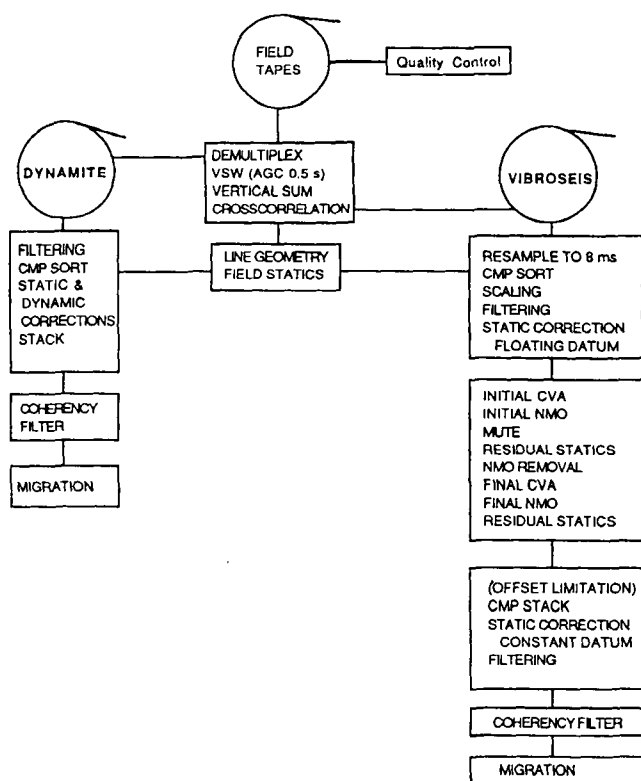 FIELD
TAPES
Quality Control
DYNAMITE
DEMULTIPLEX
VSW (AGC 0.5 s)
VERTICAL SUM
CROSSCORRELATION
VIBROSEIS
FILTERING
CMP SORT
STATIC &
DYNAMIC
CORRECTIONS
STACK
LINE GEOMETRY
FIELD STATICS
RESAMPLE TO 8 ms
CMP SORT
SCALING
FILTERING
STATIC CORRECTION
FLOATING DATUM
COHERENCY
FILTER
MIGRATION
INITIAL CVA
INITIAL NMO
MUTE
RESIDUAL STATICS
NMO REMOVAL
FINAL CVA
FINAL NMO
RESIDUAL STATICS
(OFFSET LIMITATION)
CMP STACK
STATIC CORRECTION
CONSTANT DATUM
FILTERING
COHERENCY FILTER
MIGRATION